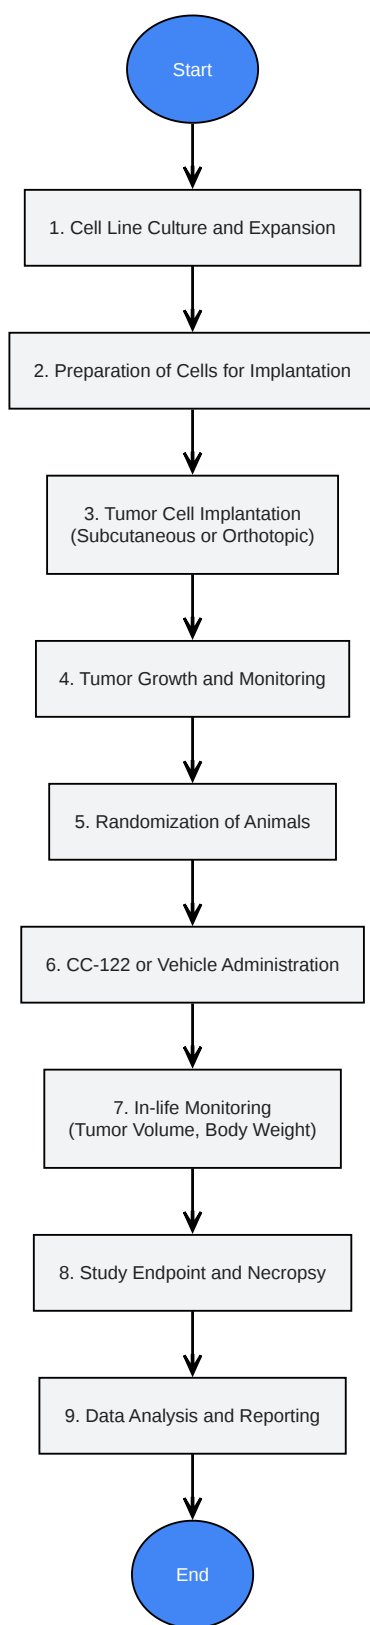 Start
1. Cell Line Culture and Expansion
2. Preparation of Cells for Implantation
3. Tumor Cell Implantation
(Subcutaneous or Orthotopic)
4. Tumor Growth and Monitoring
5. Randomization of Animals
6. CC-122 or Vehicle Administration
7. In-life Monitoring
(Tumor Volume, Body Weight)
8. Study Endpoint and Necropsy
9. Data Analysis and Reporting
End